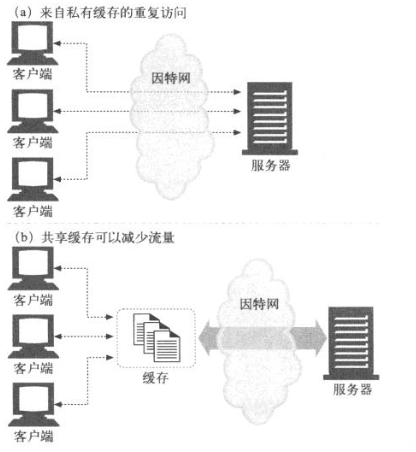 (a) 来自私有缓存的重复访问
客户端
因特网
客户端
服务器
客户端
(b) 共享缓存可以减少流量
客户端
因特网
客户端
缓存
服务器
客户端